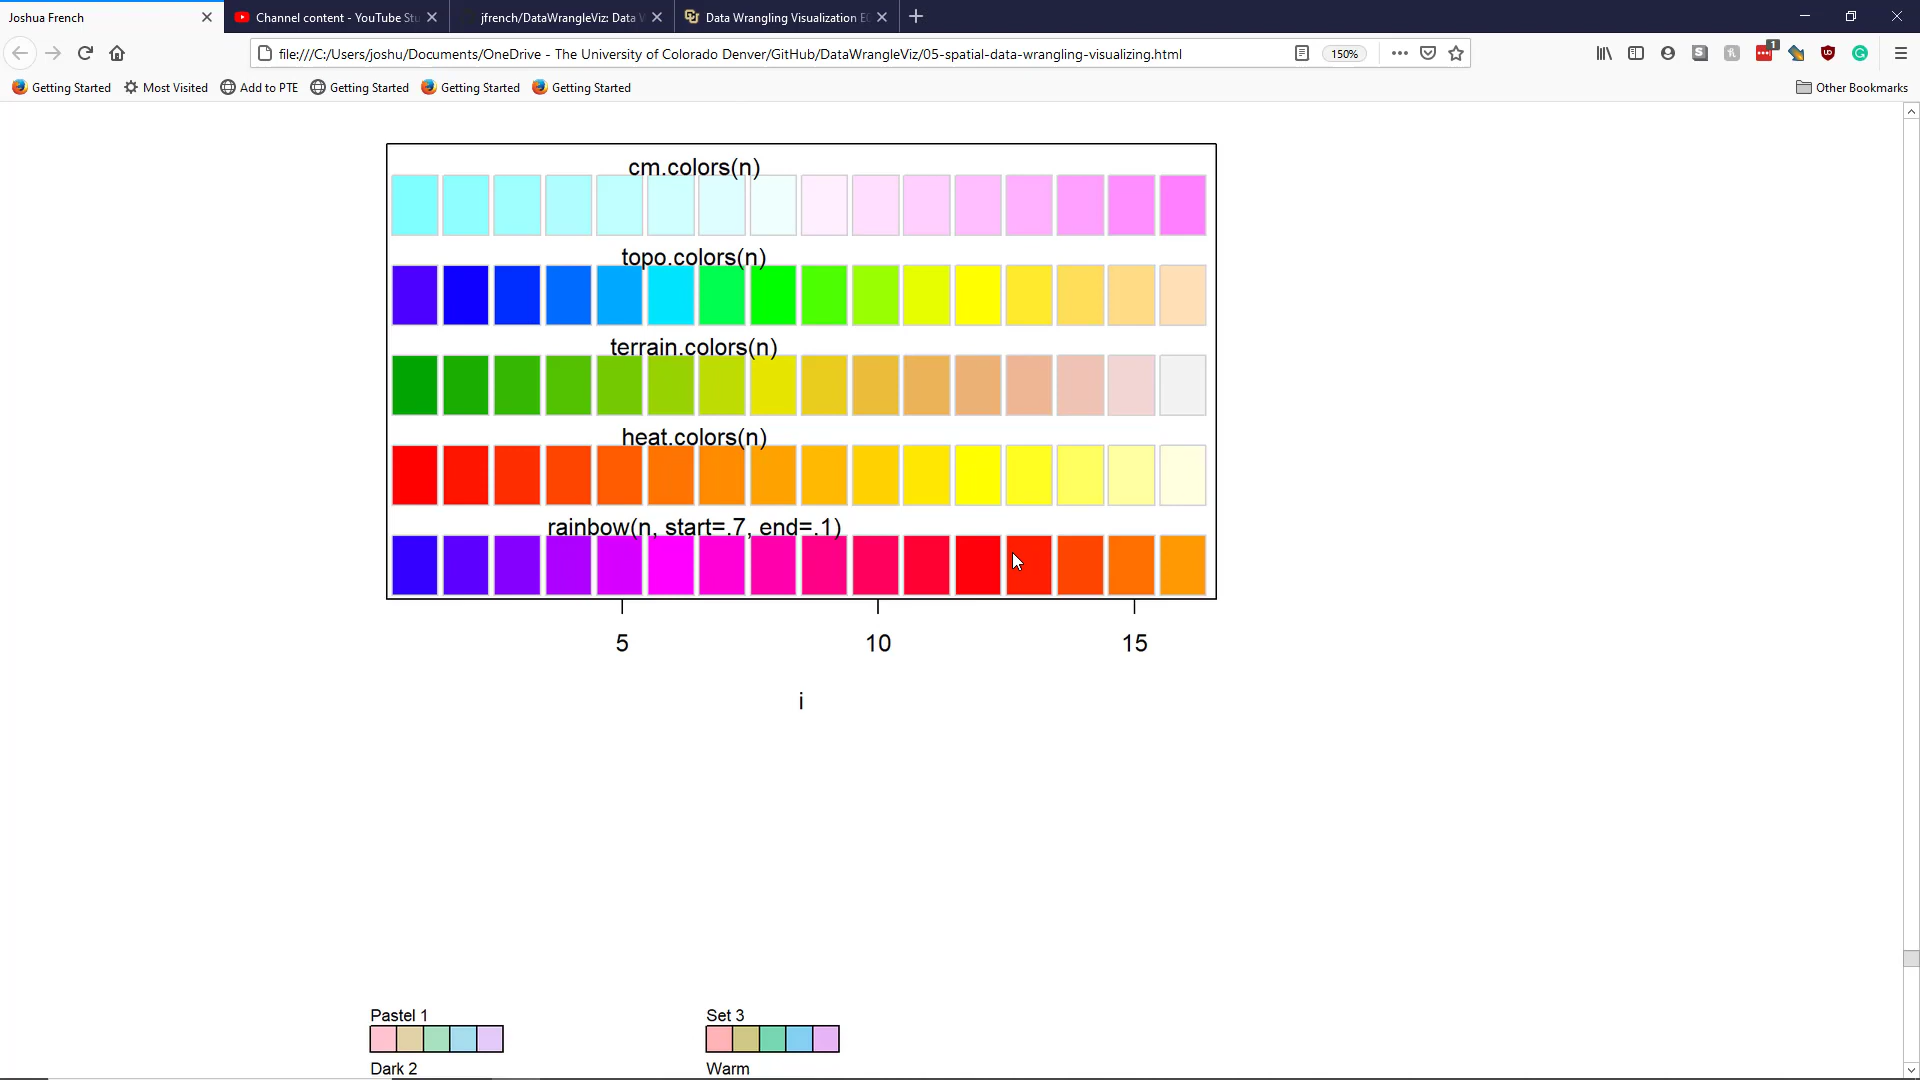 Joshua French
Channel content - YouTube Stu
jfrench/DataWrangleViz: Data W
Data Wrangling Visualization E
file:///C:/Users/joshu/Documents/OneDrive - The University of Colorado Denver/GitHub/DataWrangleViz/05-spatial-data-wrangling-visualizing.html
150%
1
Getting Started
Most Visited
Add to PTE
Getting Started
Getting Started
Getting Started
Other Bookmarks
cm.colors(n)
topo.colors(n)
terrain.colors(n)
heat.colors(n)
rainbow(n, start=.7, end=.1)
5 10 15
i
Pastel 1 Set 3
Dark 2 Warm